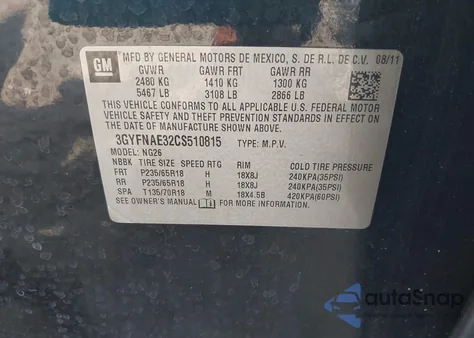 GM
MFD BY GENERAL MOTORS DE MEXICO, S. DE R.L. DE C.V. 08/11
GVWR GAWR FRT GAWR RR
2480 KG 1410 KG 1300 KG
5467 LB 3108 LB 2866 LB
THIS VEHICLE CONFORMS TO ALL APPLICABLE U.S. FEDERAL MOTOR
VEHICLE SAFETY AND THEFT PREVENTION STANDARDS IN EFFECT ON
THE DATE OF MANUFACTURE SHOWN ABOVE.
3GYFNAE32CS510815 TYPE: M.P.V.
NBBK NG26
TIRE SIZE SPEED RTG RIM COLD TIRE PRESSURE
FRT P235/65R18 H 18X8J 240KPA(35PSI)
RR P235/65R18 H 18X8J 240KPA(35PSI)
SPA T135/70R18 M 18X4.5B 420KPA(60PSI)
SEE OWNER'S MANUAL FOR ADDITIONAL INFORMATION
autoSnap